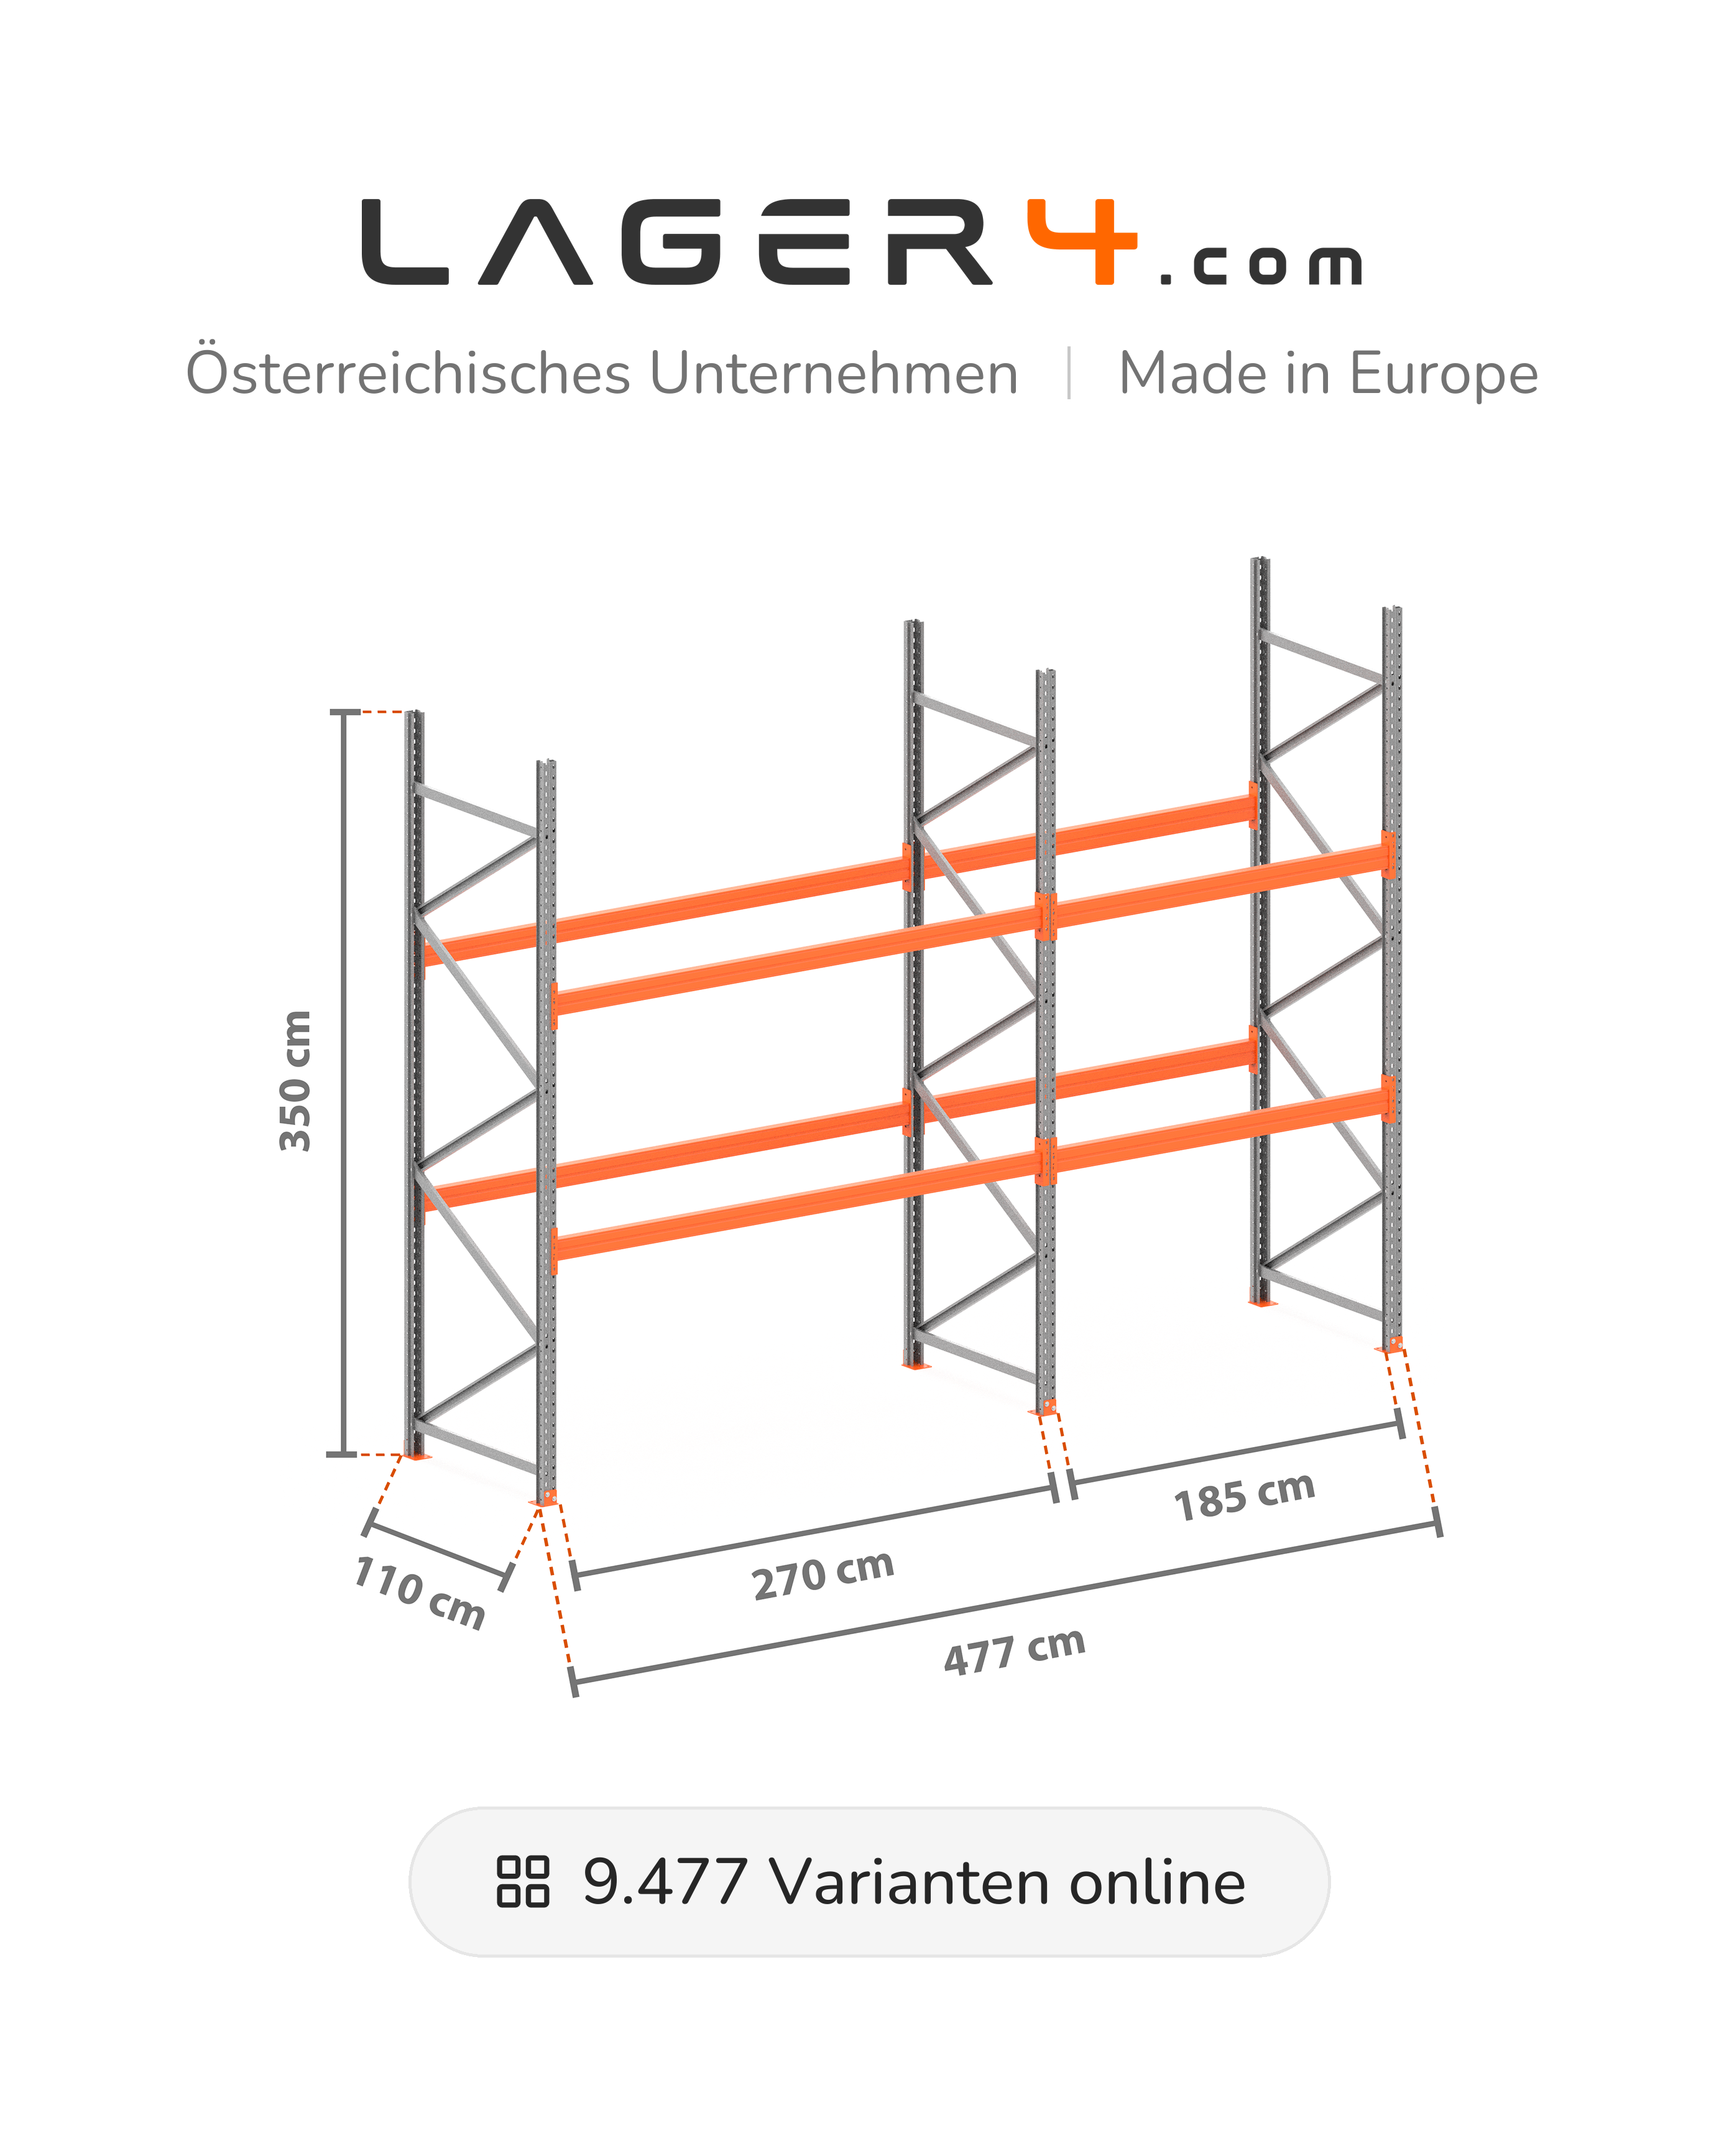 LAGER4.com
Österreichisches Unternehmen | Made in Europe
350 cm
110 cm
270 cm
185 cm
477 cm
9.477 Varianten online